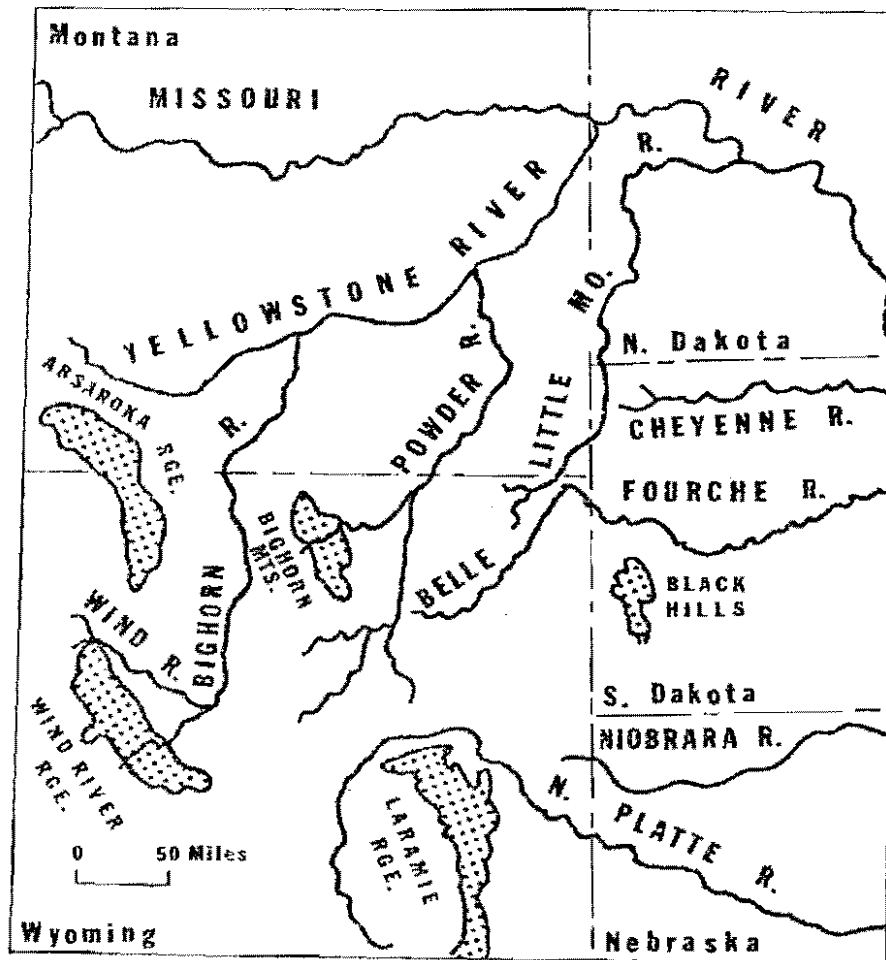 Montana
MISSOURI
RIVER
R.
YELLOWSTONE RIVER
LITTLE MO.
N. Dakota
ARSAROKA RGE.
POWDER R.
CHEYENNE R.
BIGHORN R.
FOURCHE R.
BIGHORN
MTS.
BELLE
BLACK
HILLS
WIND R.
S. Dakota
WIND RIVER
RGE.
NIOBRARA R.
N. PLATTE R.
LARAMIE
RGE.
0 50 Miles
Wyoming
Nebraska